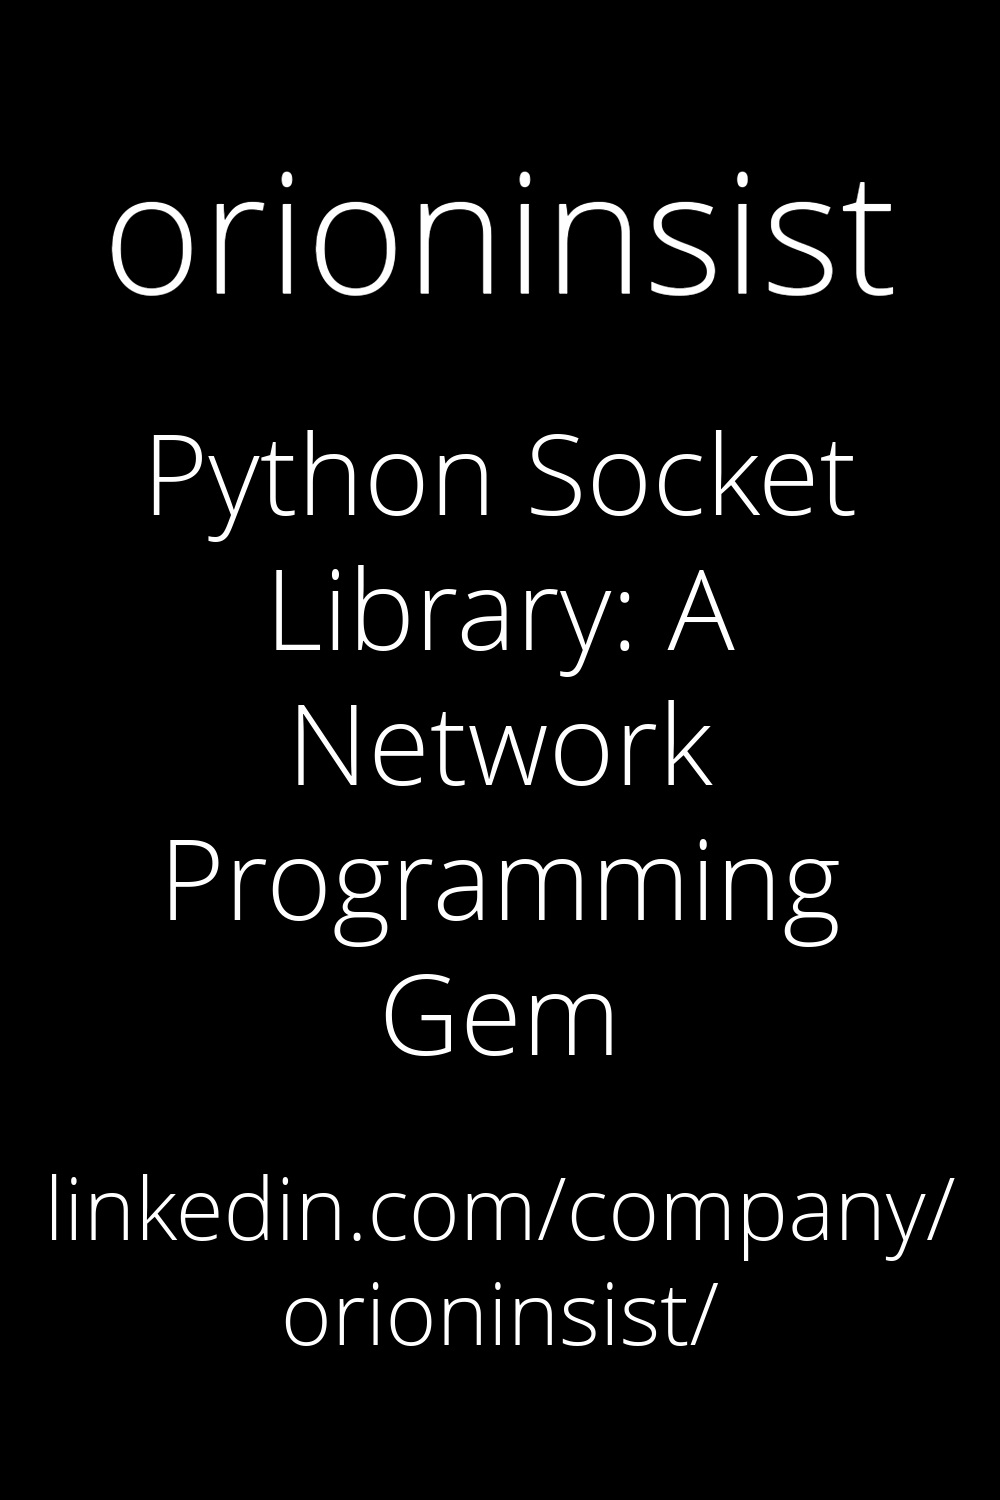 orioninsist
Python Socket
Library: A
Network
Programming
Gem
linkedin.com/company/
orioninsist/